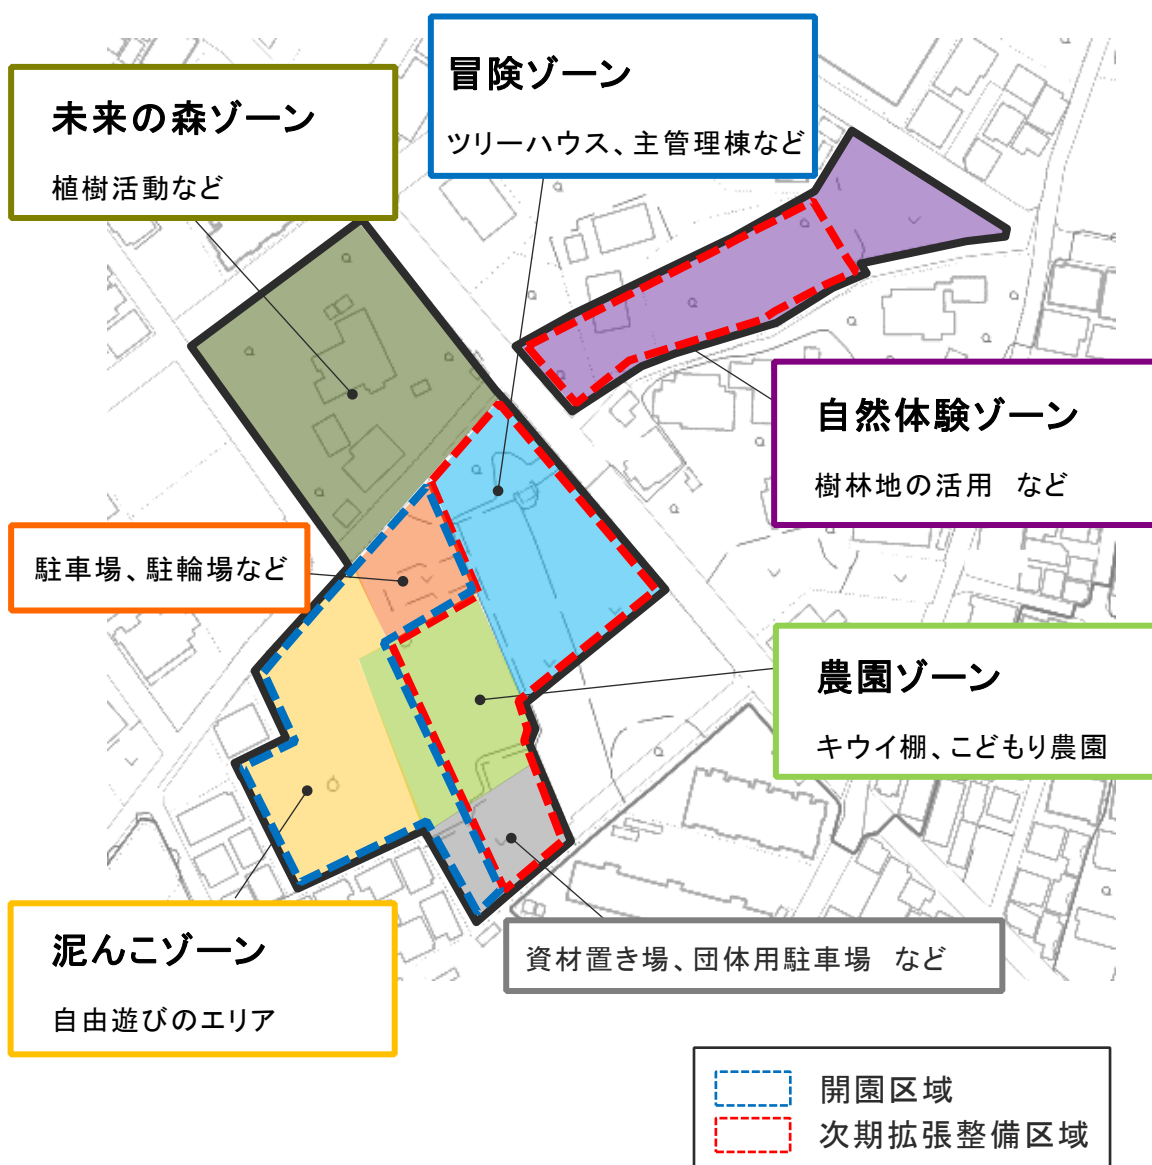 冒険ゾーン
ツリーハウス、主管理棟など
未来の森ゾーン
植樹活動など
自然体験ゾーン
樹林地の活用　など
駐車場、駐輪場など
農園ゾーン
キウイ棚、こどもり農園
泥んこゾーン
自由遊びのエリア
資材置き場、団体用駐車場　など
開園区域
次期拡張整備区域